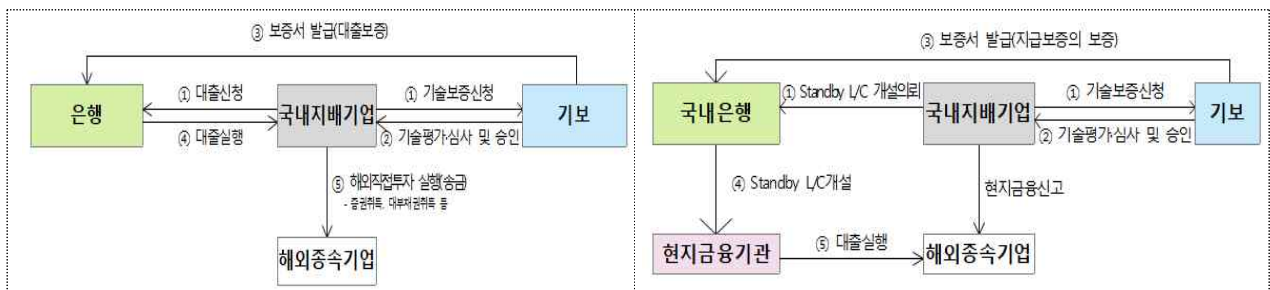 ③ 보증서 발급(대출보증)
① 대출신청
① 기술보증신청
은행
국내지배기업
기보
④ 대출실행
② 기술평가·심사 및 승인
⑤ 해외직접투자 실행(송금)
- 증권취득, 대부채권취득 등
해외종속기업
③ 보증서 발급(지급보증의 보증)
① Standby L/C 개설의뢰
① 기술보증신청
국내은행
국내지배기업
기보
② 기술평가·심사 및 승인
④ Standby L/C개설
현지금융신고
현지금융기관
⑤ 대출실행
해외종속기업